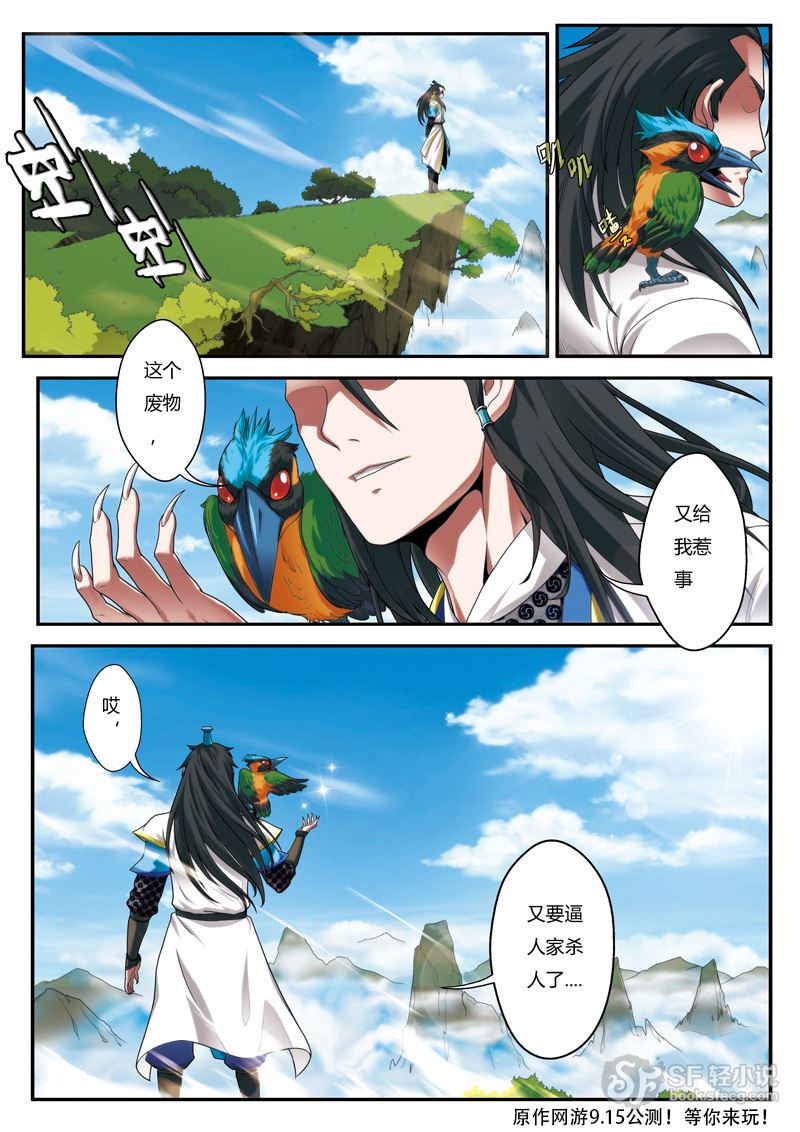 叽
叽
喳
这个
废物
，
又给
我惹
事
哎，
又要逼
人家杀
人了....
SF轻小说
book.sfacg.com
原作网游9.15公测！等你来玩！